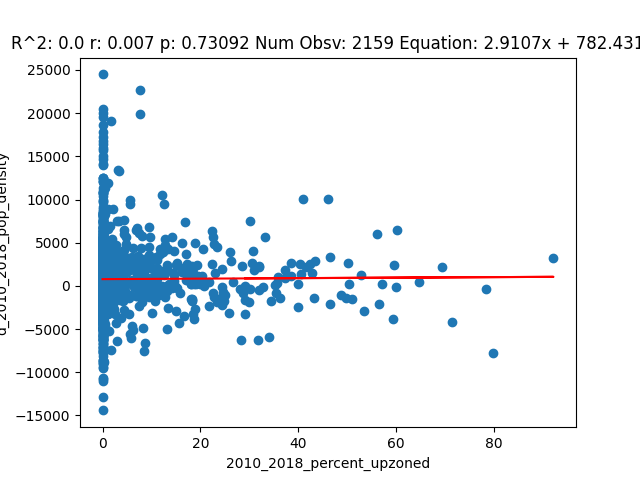 R^2: 0.0 r: 0.007 p: 0.73092 Num Obsv: 2159 Equation: 2.9107x + 782.431
25000
20000
15000
10000
5000
0
−5000
−10000
−15000
d_2010_2018_pop_density
0 20 40 60 80
2010_2018_percent_upzoned